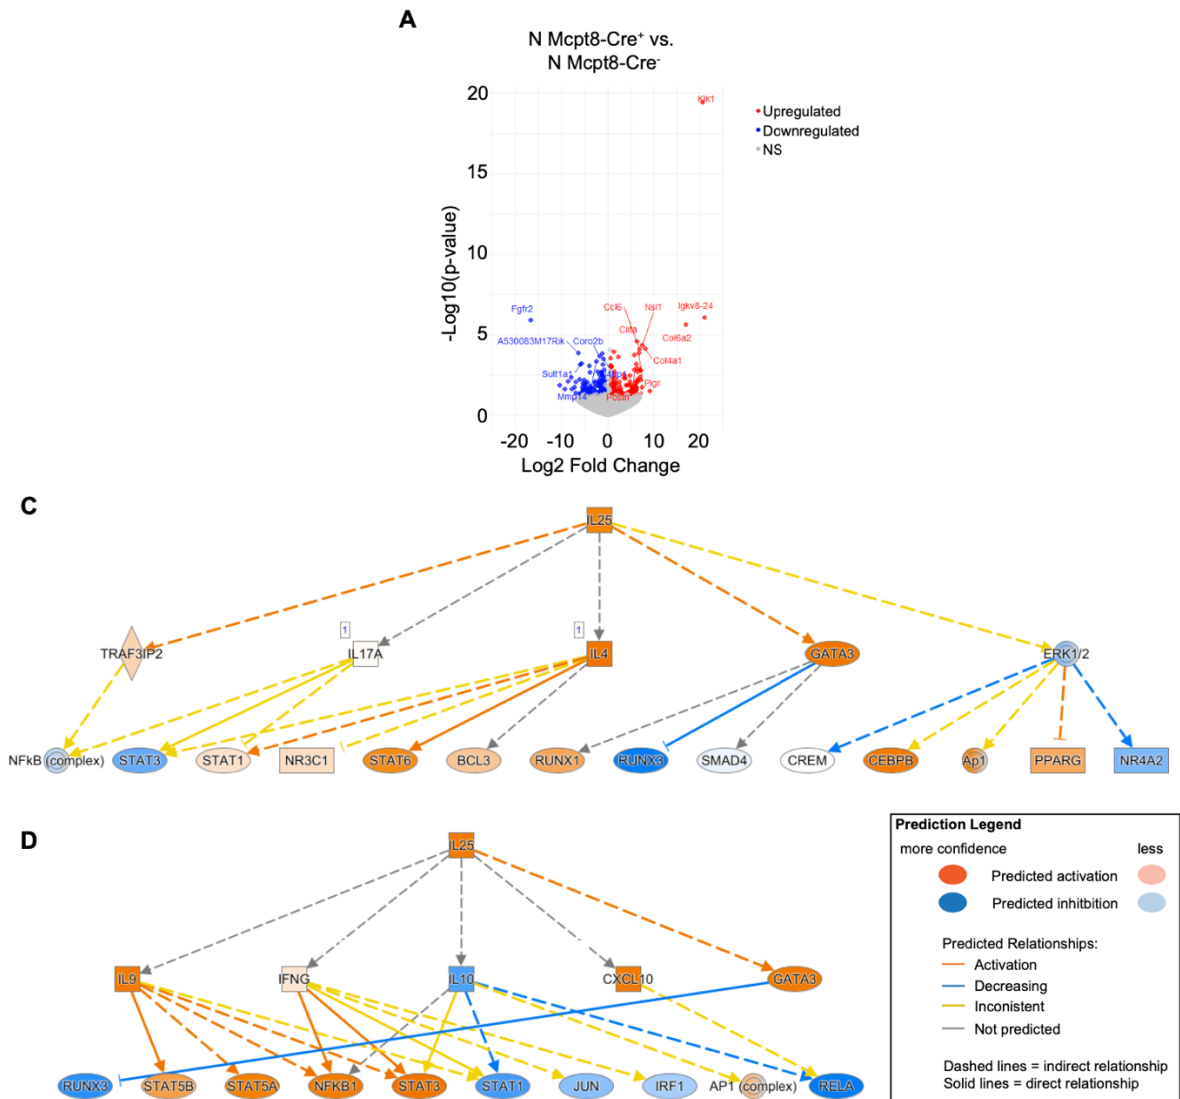 A
N Mcpt8-Cre⁺ vs.
N Mcpt8-Cre⁻
20
15
10
5
0
-20 -10 0 10 20
-Log10(p-value)
Log2 Fold Change
Upregulated
Downregulated
NS
Klk1
Fgfr2
Ccl6 Nsl1 Igkv8-24
Ciita
A530083M17Rik Coro2b Col6a2
Col4a1
Sult1a1
Pigr
Mmp14 Postn
C
IL25
1 1
TRAF3IP2 IL17A IL4 GATA3 ERK1/2
NFkB (complex) STAT3 STAT1 NR3C1 STAT6 BCL3 RUNX1 RUNX3 SMAD4 CREM CEBPB Ap1 PPARG NR4A2
D
IL25
IL9 IFNG IL10 CXCL10 GATA3
RUNX3 STAT5B STAT5A NFKB1 STAT3 STAT1 JUN IRF1 AP1 (complex) RELA
Prediction Legend
more confidence less
Predicted activation
Predicted inhitbition
Predicted Relationships:
Activation
Decreasing
Inconistent
Not predicted
Dashed lines = indirect relationship
Solid lines = direct relationship